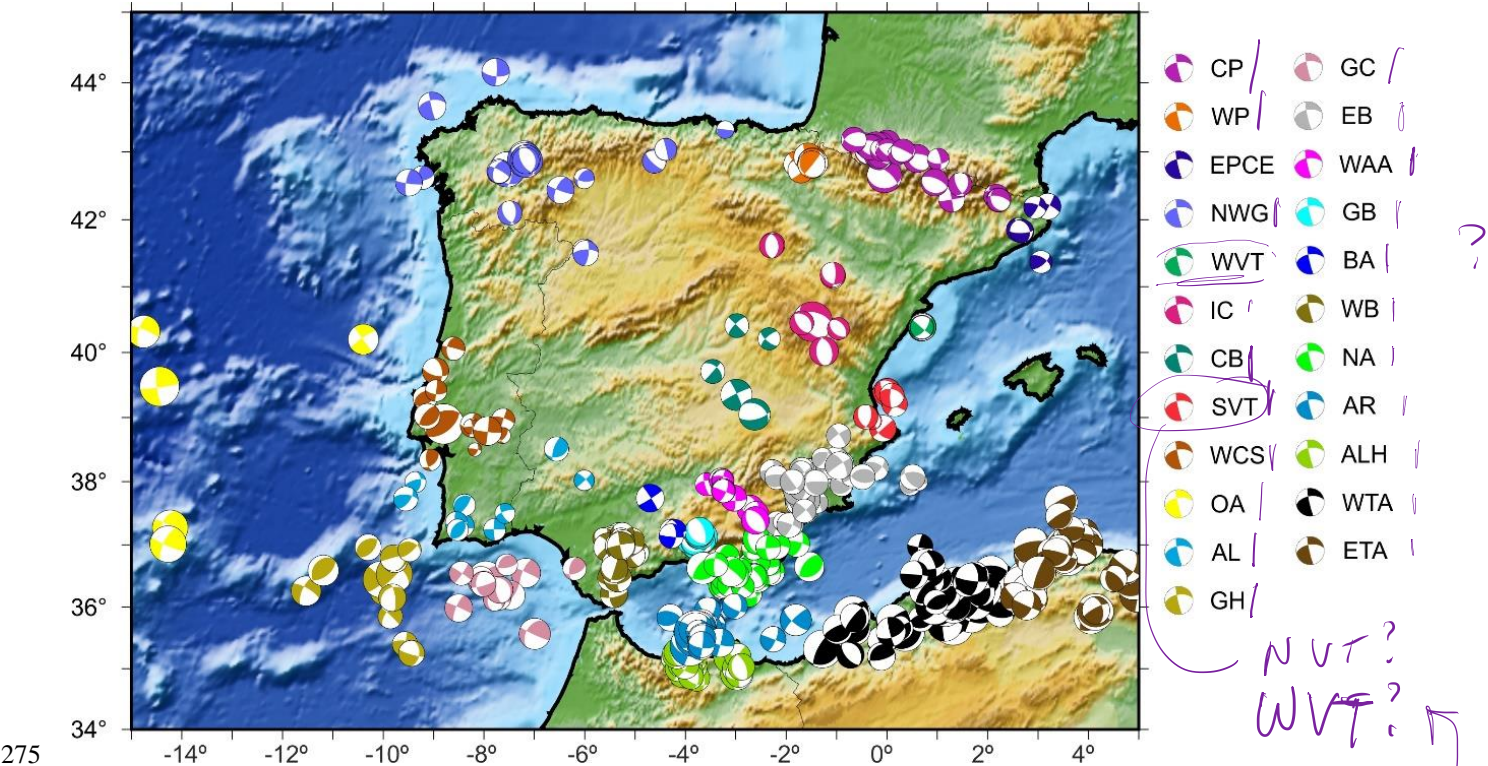 44°
42°
40°
38°
36°
34°
-14° -12° -10° -8° -6° -4° -2° 0° 2° 4°
275
CP
WP
EPCE
NWG
WVT
IC
CB
SVT
WCS
OA
AL
GH
GC
EB
WAA
GB
BA
WB
NA
AR
ALH
WTA
ETA
?
NVT?
WVT?